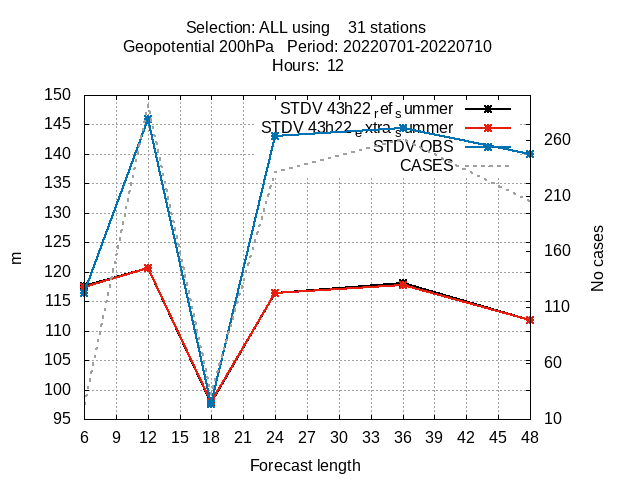 Selection: ALL using    31 stations
Geopotential 200hPa   Period: 20220701-20220710
Hours: 12
STDV 43h22_ref_summer
STDV 43h22_extra_summer
STDV OBS
CASES
150
145
140
135
130
125
120
115
110
105
100
95
m
260
210
160
110
60
10
No cases
6 9 12 15 18 21 24 27 30 33 36 39 42 45 48
Forecast length